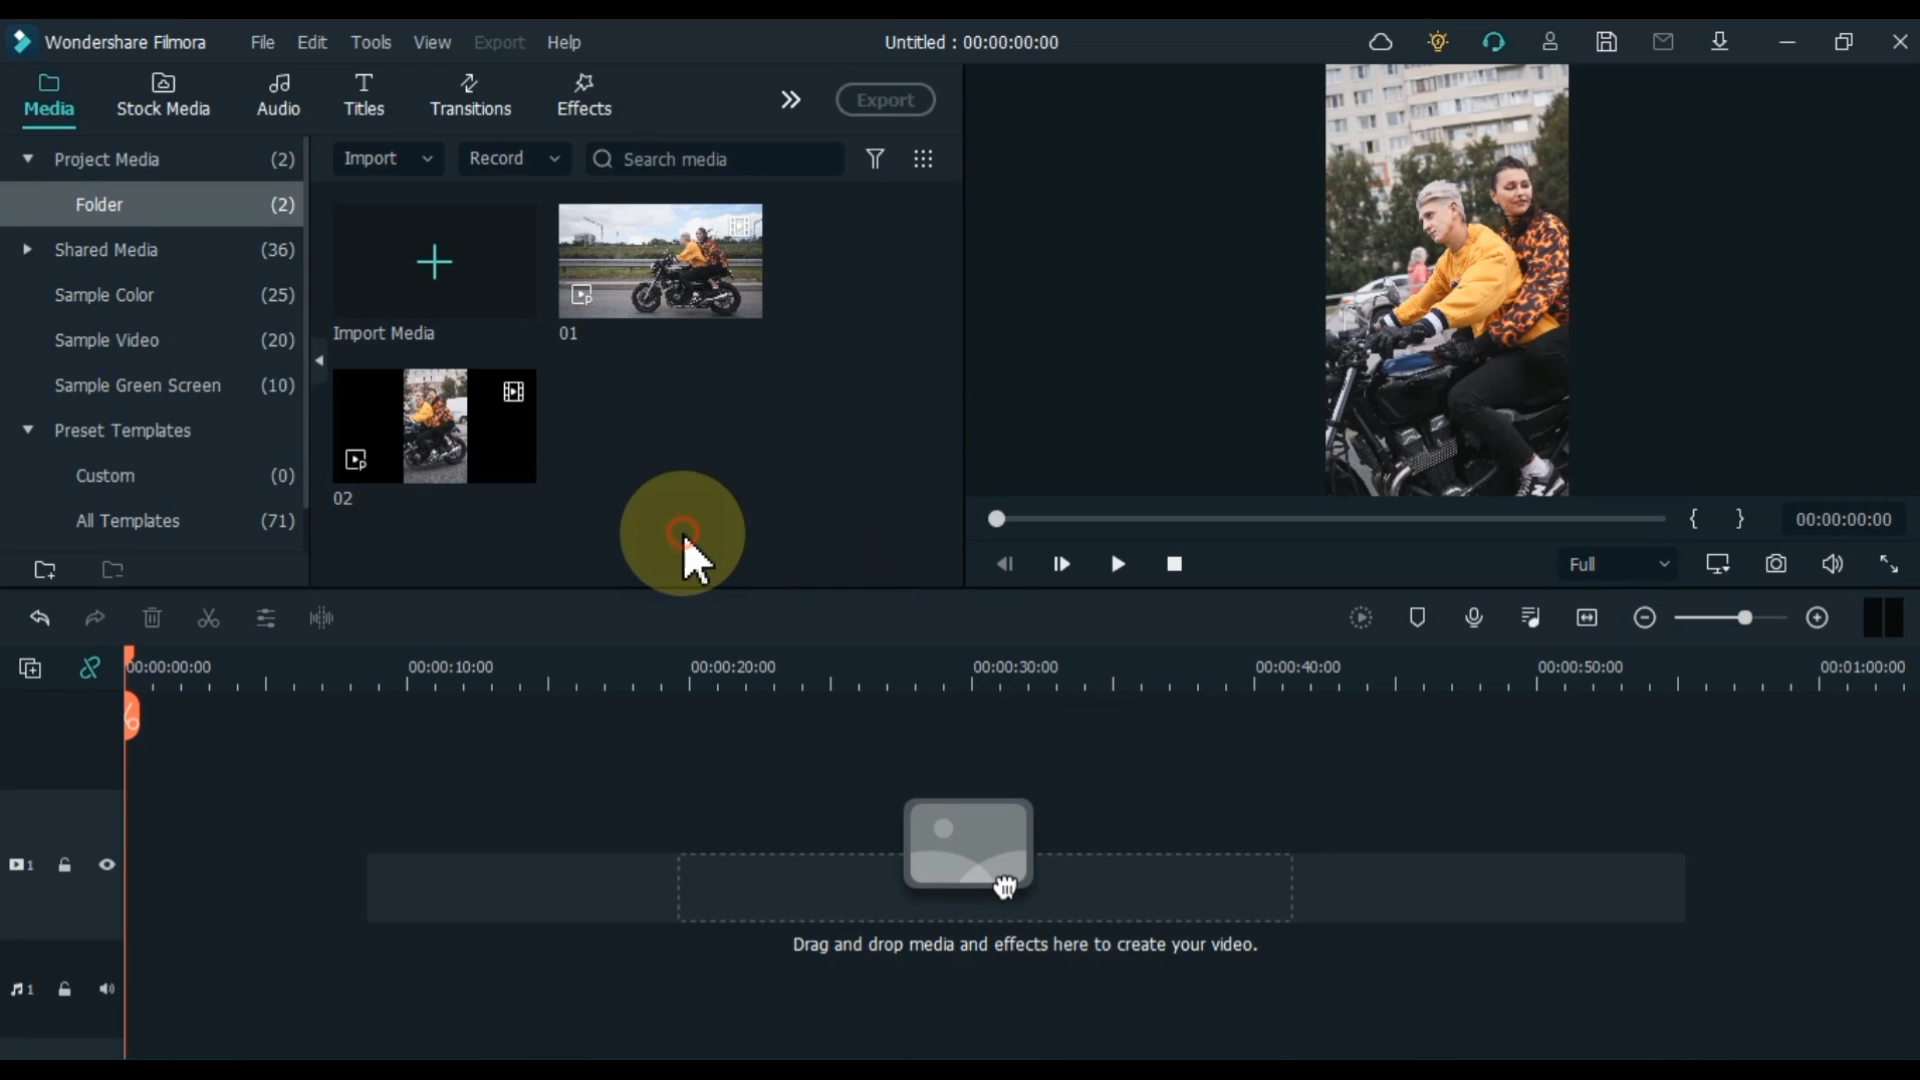 Wondershare Filmora File Edit Tools View Export Help Untitled : 00:00:00:00
Media Stock Media Audio Titles Transitions Effects Export
Project Media (2)
Folder (2)
Shared Media (36)
Sample Color (25)
Sample Video (20)
Sample Green Screen (10)
Preset Templates
Custom (0)
All Templates (71)
Import Record Search media
Import Media
01
02
00:00:00:00
Full
00:00:00:00 00:00:10:00 00:00:20:00 00:00:30:00 00:00:40:00 00:00:50:00 00:01:00:00
1
Drag and drop media and effects here to create your video.
1